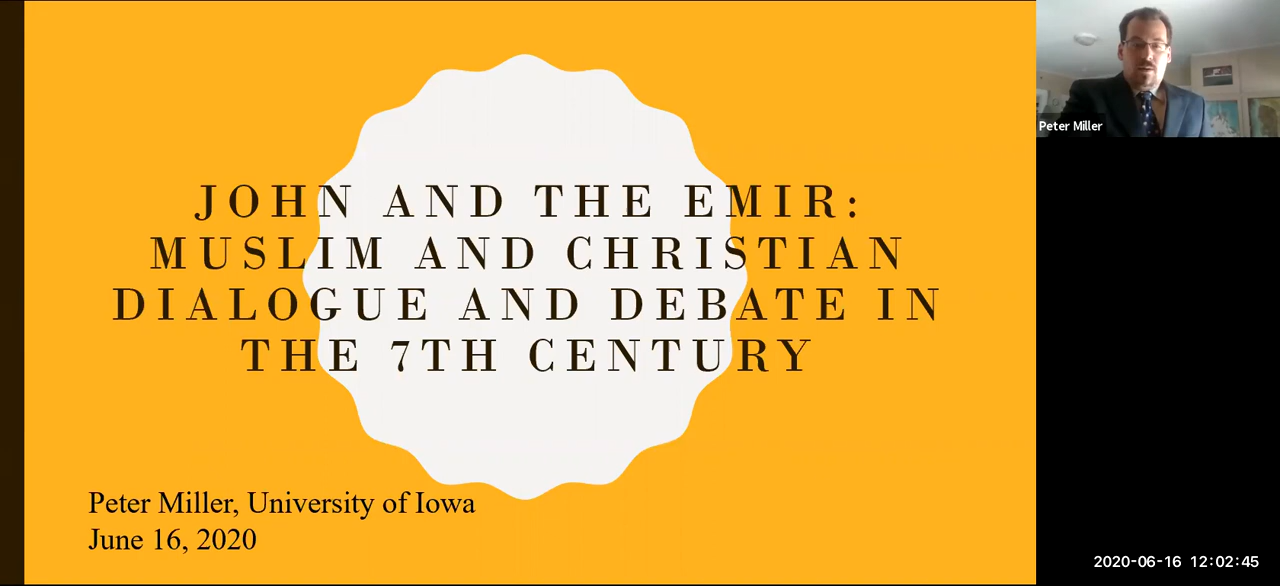 JOHN AND THE EMIR:
MUSLIM AND CHRISTIAN
DIALOGUE AND DEBATE IN
THE 7TH CENTURY
Peter Miller, University of Iowa
June 16, 2020
Peter Miller
2020-06-16 12:02:45